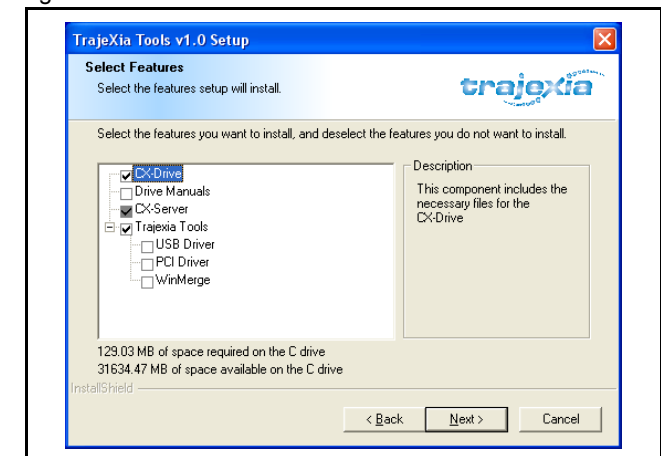 TrajeXia Tools v1.0 Setup
Select Features
Select the features setup will install.
trajexia
Select the features you want to install, and deselect the features you do not want to install.
CX-Drive
Drive Manuals
CX-Server
Trajexia Tools
USB Driver
PCI Driver
WinMerge
Description
This component includes the
necessary files for the
CX-Drive
129.03 MB of space required on the C drive
31634.47 MB of space available on the C drive
InstallShield
< Back
Next >
Cancel